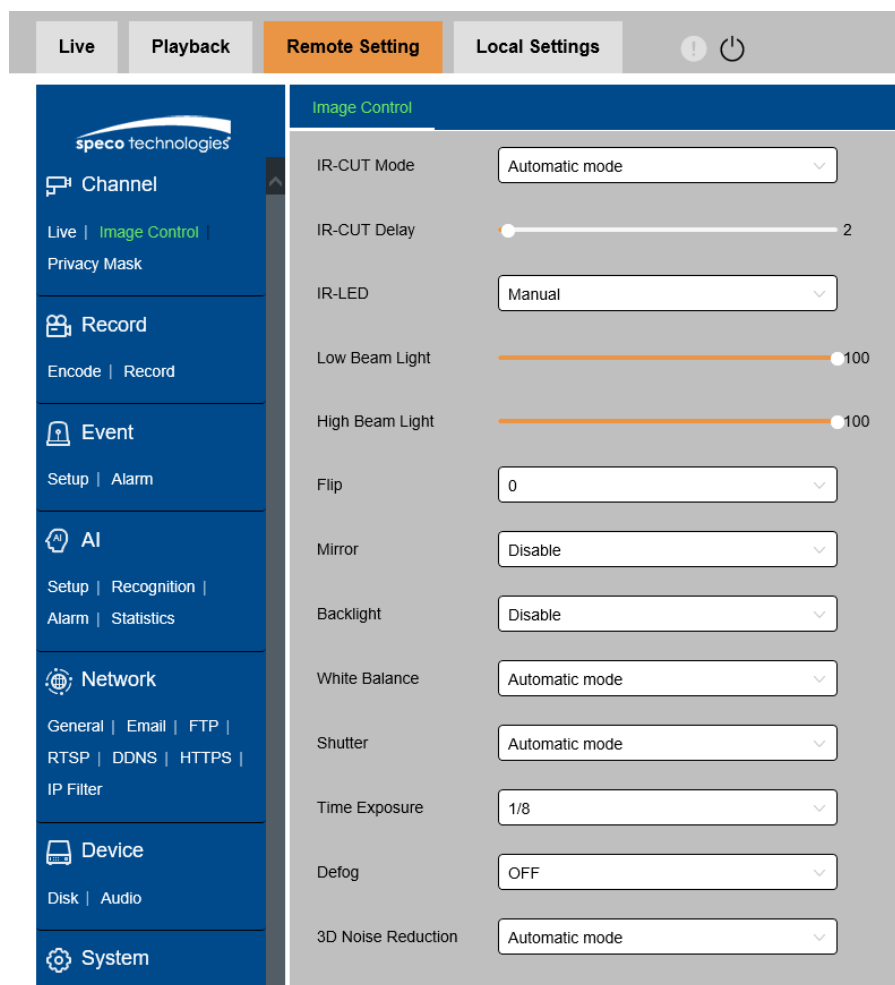 Live Playback Remote Setting Local Settings !
speco technologies
Channel
Live | Image Control |
Privacy Mask
Record
Encode | Record
Event
Setup | Alarm
AI
AI
Setup | Recognition |
Alarm | Statistics
Network
General | Email | FTP |
RTSP | DDNS | HTTPS |
IP Filter
Device
Disk | Audio
System
Image Control
IR-CUT Mode Automatic mode
IR-CUT Delay 2
IR-LED Manual
Low Beam Light 100
High Beam Light 100
Flip 0
Mirror Disable
Backlight Disable
White Balance Automatic mode
Shutter Automatic mode
Time Exposure 1/8
Defog OFF
3D Noise Reduction Automatic mode